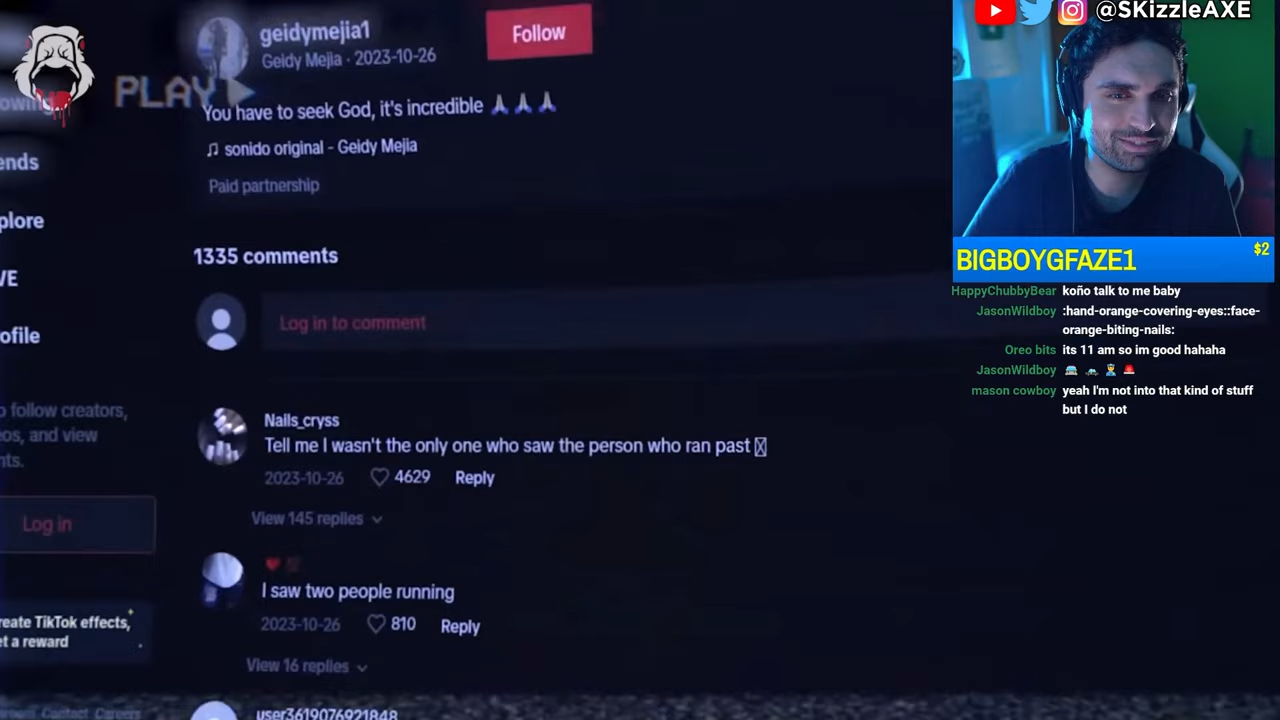 @SKizzleAXE
geidymejia1
Follow
Geidy Mejia · 2023-10-26
PLAY
You have to seek God, it's incredible 🙏🙏🙏
♫ sonido original - Geidy Mejia
Paid partnership
1335 comments
Log in to comment
Nails_cryss
Tell me I wasn't the only one who saw the person who ran past
2023-10-26 4629 Reply
View 145 replies
I saw two people running
2023-10-26 810 Reply
View 16 replies
user3619076921848
ends
plore
VE
ofile
o follow creators,
eos, and view
nts.
Log in
reate TikTok effects,
et a reward
BIGBOYGFAZE1
$2
HappyChubbyBear koño talk to me baby
JasonWildboy :hand-orange-covering-eyes::face-
orange-biting-nails:
Oreo bits its 11 am so im good hahaha
JasonWildboy
mason cowboy yeah I'm not into that kind of stuff
but I do not